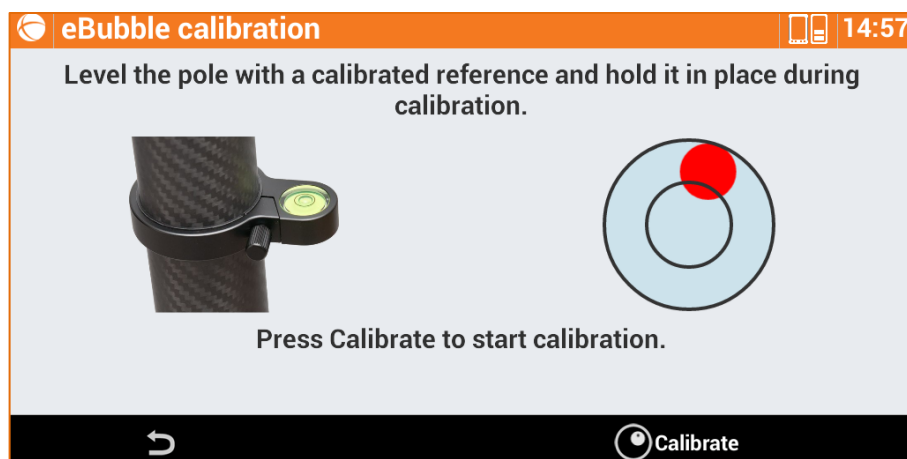 eBubble calibration
14:57
Level the pole with a calibrated reference and hold it in place during
calibration.
Press Calibrate to start calibration.
Calibrate